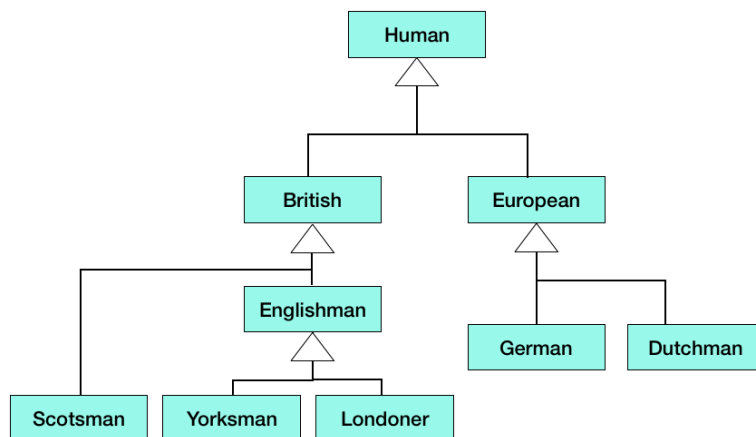 Human
British
European
Englishman
German
Dutchman
Scotsman
Yorksman
Londoner